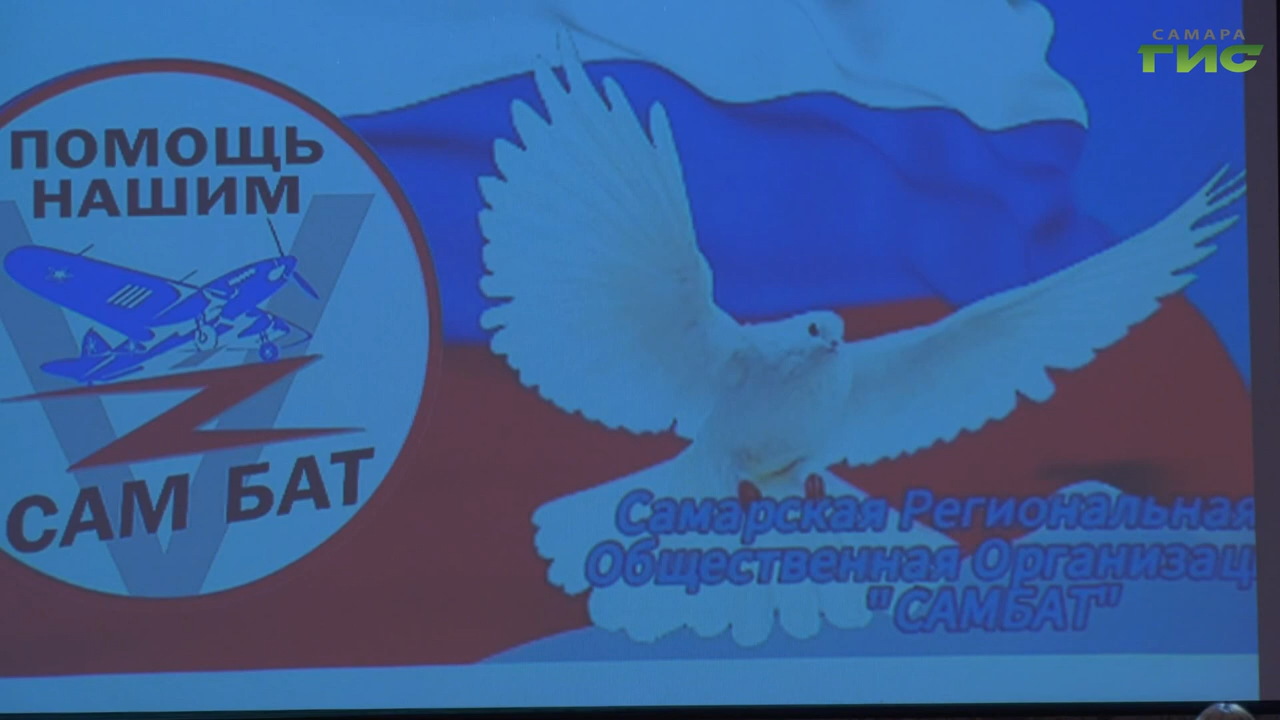 САМАРА
ГИС
ПОМОЩЬ
НАШИМ
САМ БАТ
Самарская Региональная
Общественная Организац
"САМБАТ"